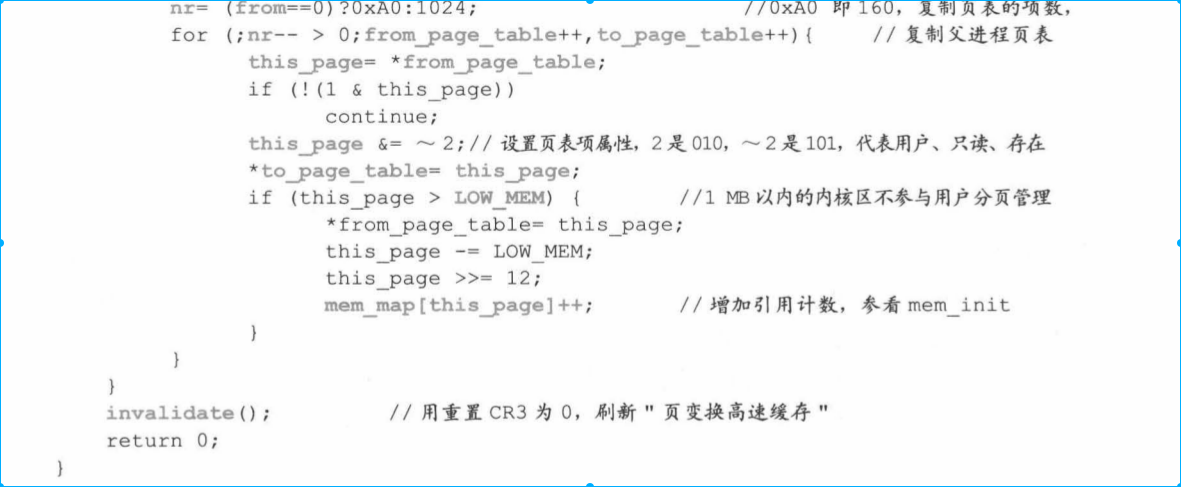 nr= (from==0)?0xA0:1024; //0xA0 即 160, 复制页表的项数,
for (;nr-- > 0;from_page_table++,to_page_table++){ // 复制父进程页表
this_page= *from_page_table;
if (!(1 & this_page))
continue;
this_page &= ~ 2;// 设置页表项属性, 2 是 010, ~ 2 是 101, 代表用户、只读、存在
*to_page_table= this_page;
if (this_page > LOW_MEM) { //1 MB 以内的内核区不参与用户分页管理
*from_page_table= this_page;
this_page -= LOW_MEM;
this_page >>= 12;
mem_map[this_page]++; // 增加引用计数, 参看 mem_init
}
}
}
invalidate(); // 用重置 CR3 为 0, 刷新 " 页变换高速缓存 "
return 0;
}